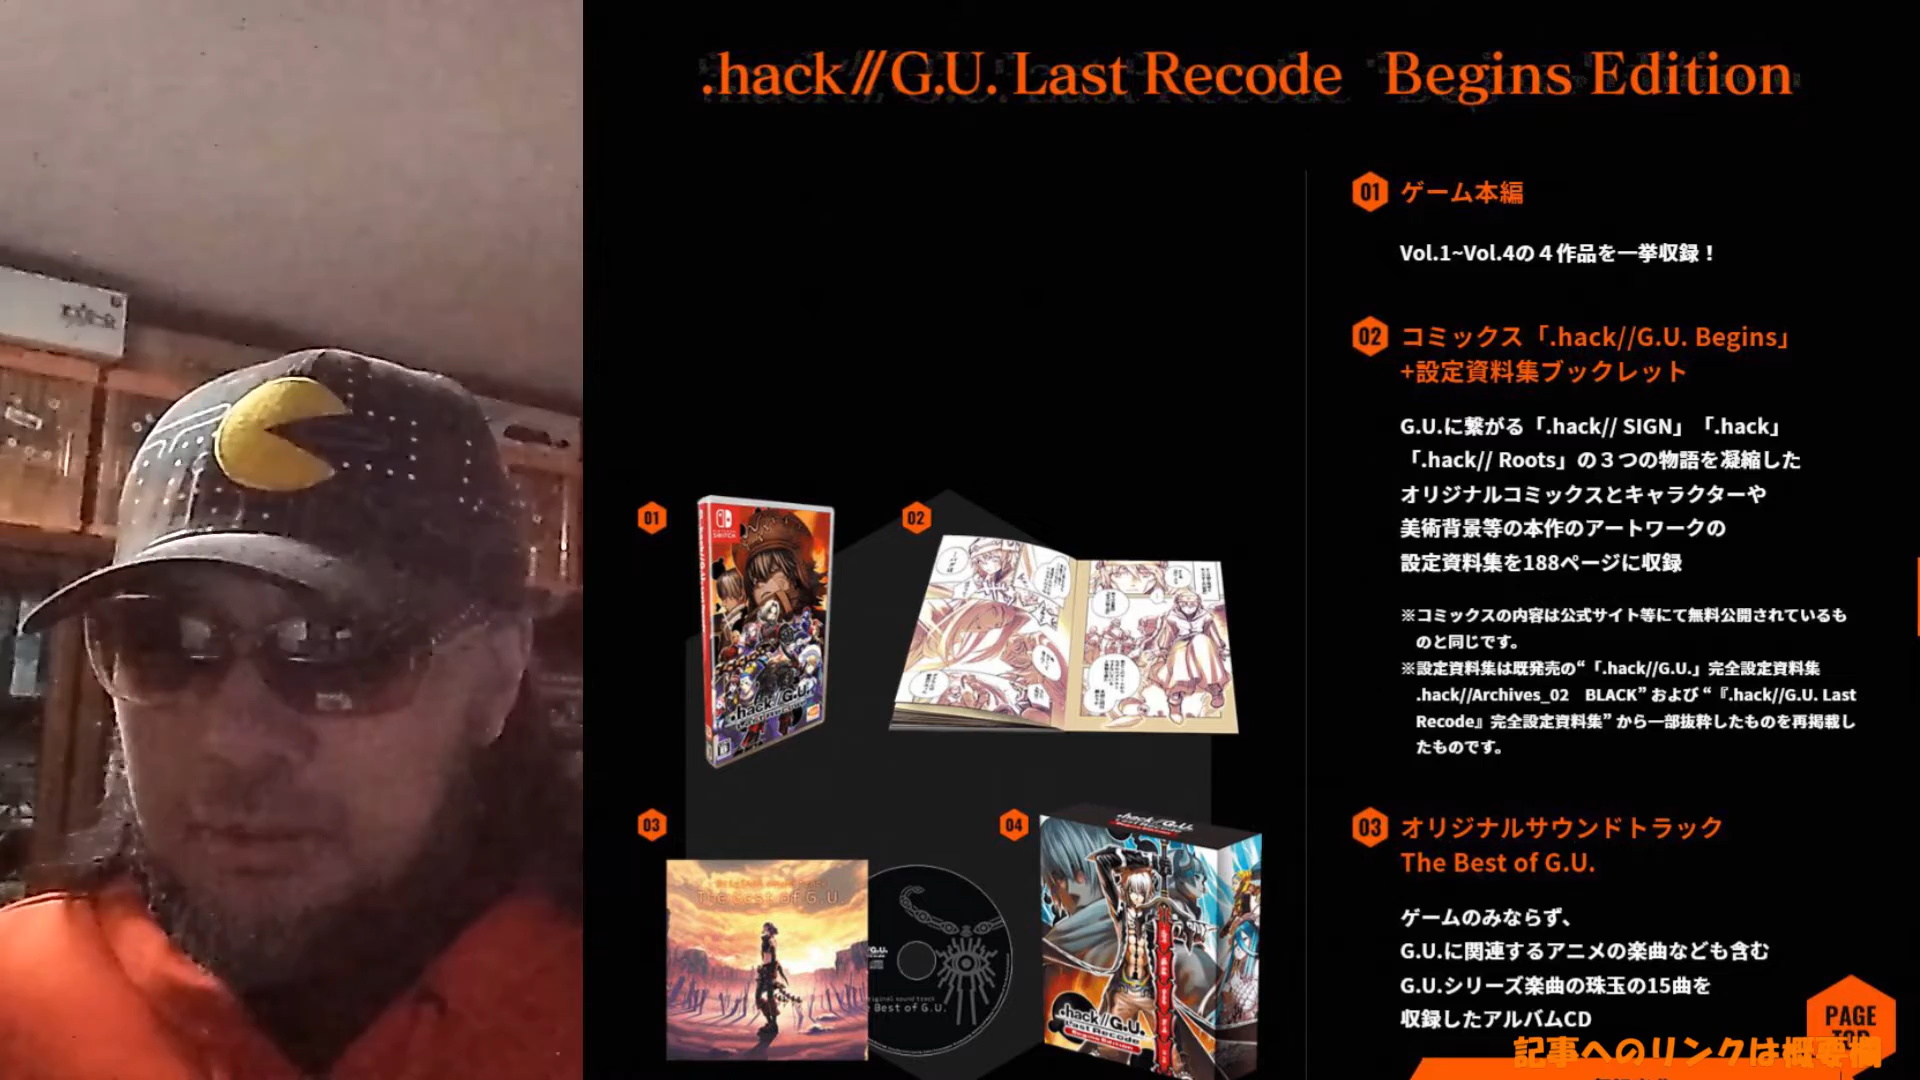 .hack//G.U. Last Recode Begins Edition
01 ゲーム本編
Vol.1~Vol.4の４作品を一挙収録！
02 コミックス「.hack//G.U. Begins」
+設定資料集ブックレット
G.U.に繋がる「.hack// SIGN」「.hack」
「.hack// Roots」の３つの物語を凝縮した
オリジナルコミックスとキャラクターや
美術背景等の本作のアートワークの
設定資料集を188ページに収録
※コミックスの内容は公式サイト等にて無料公開されているも
のと同じです。
※設定資料集は既発売の“「.hack//G.U.」完全設定資料集
.hack//Archives_02　BLACK” および “『.hack//G.U. Last
Recode』完全設定資料集” から一部抜粋したものを再掲載し
たものです。
03 オリジナルサウンドトラック
The Best of G.U.
ゲームのみならず、
G.U.に関連するアニメの楽曲なども含む
G.U.シリーズ楽曲の珠玉の15曲を
収録したアルバムCD
01
.hack//G.U.
02
03
The Best of G.U.
Best of G.U.
04
.hack//G.U.
Last Recode
PAGE
TOP
記事へのリンクは概要欄